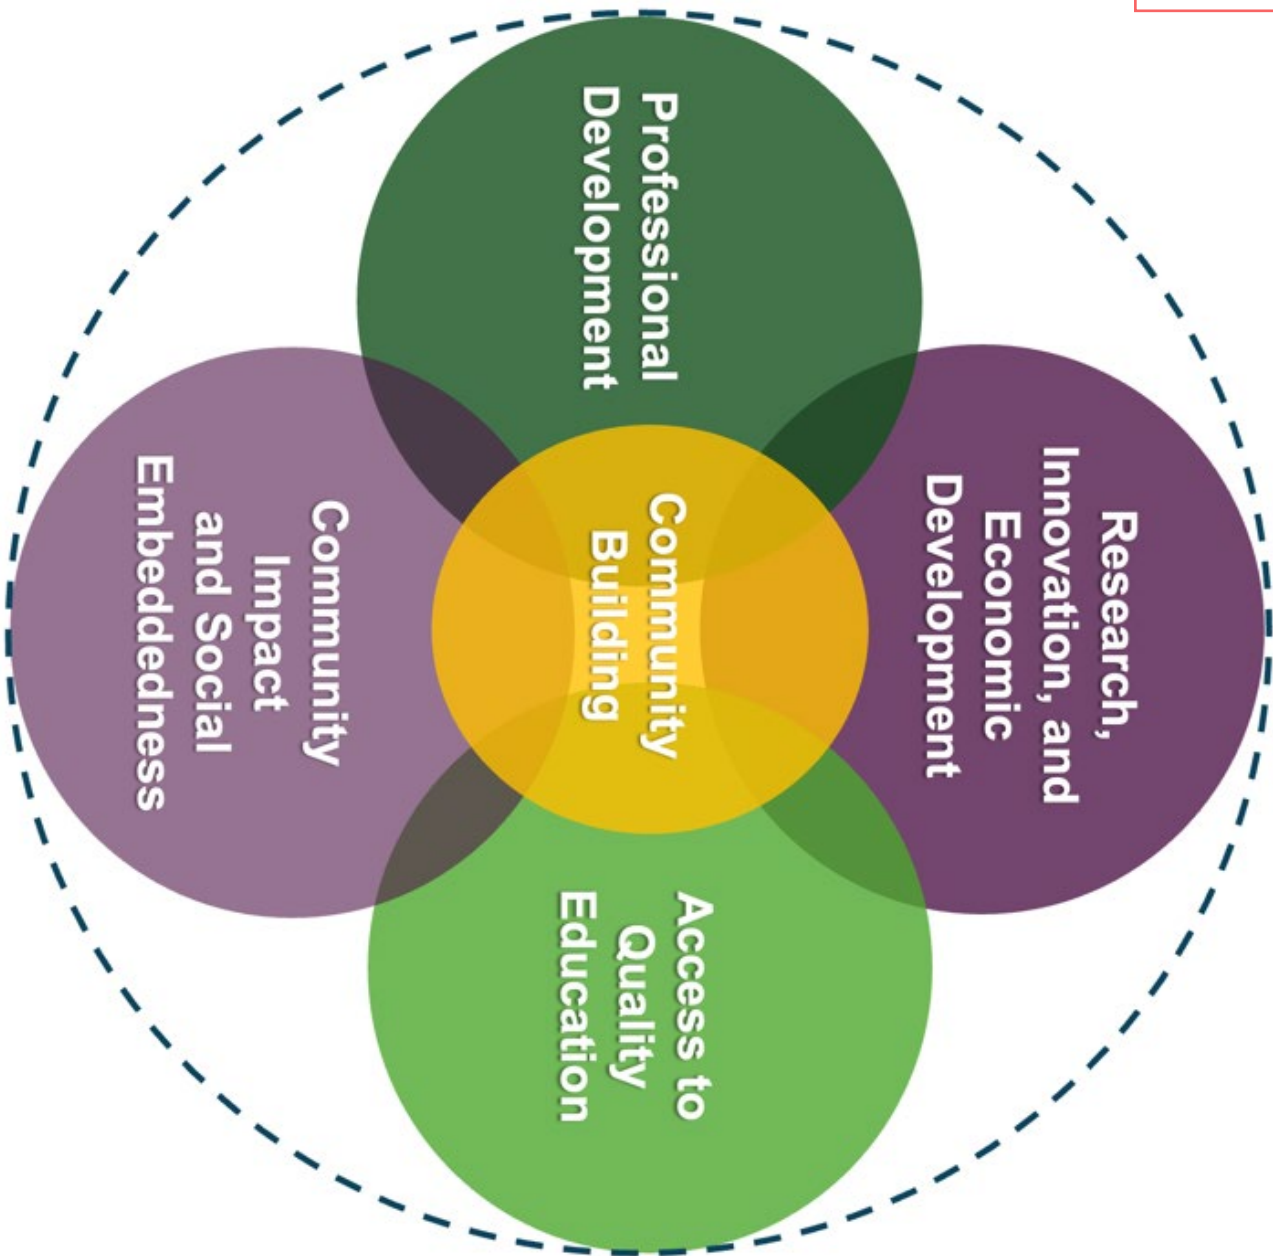 Research,
Innovation, and
Economic
Development
Professional
Development
Community
Building
Access to
Quality
Education
Community
Impact
and Social
Embeddedness